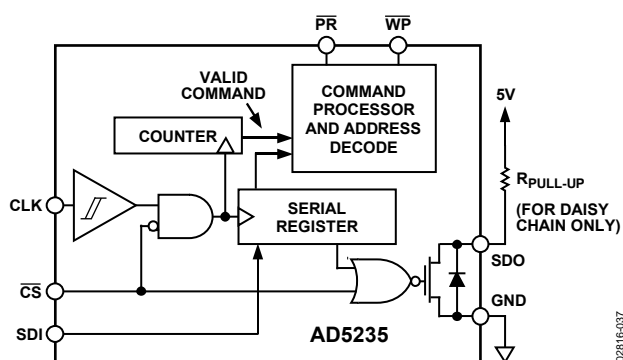 PR
WP
VALID
COMMAND
COMMAND
PROCESSOR
AND ADDRESS
DECODE
5V
COUNTER
RPULL-UP
(FOR DAISY
CHAIN ONLY)
CLK
SERIAL
REGISTER
SDO
CS
GND
SDI
AD5235
02816-037